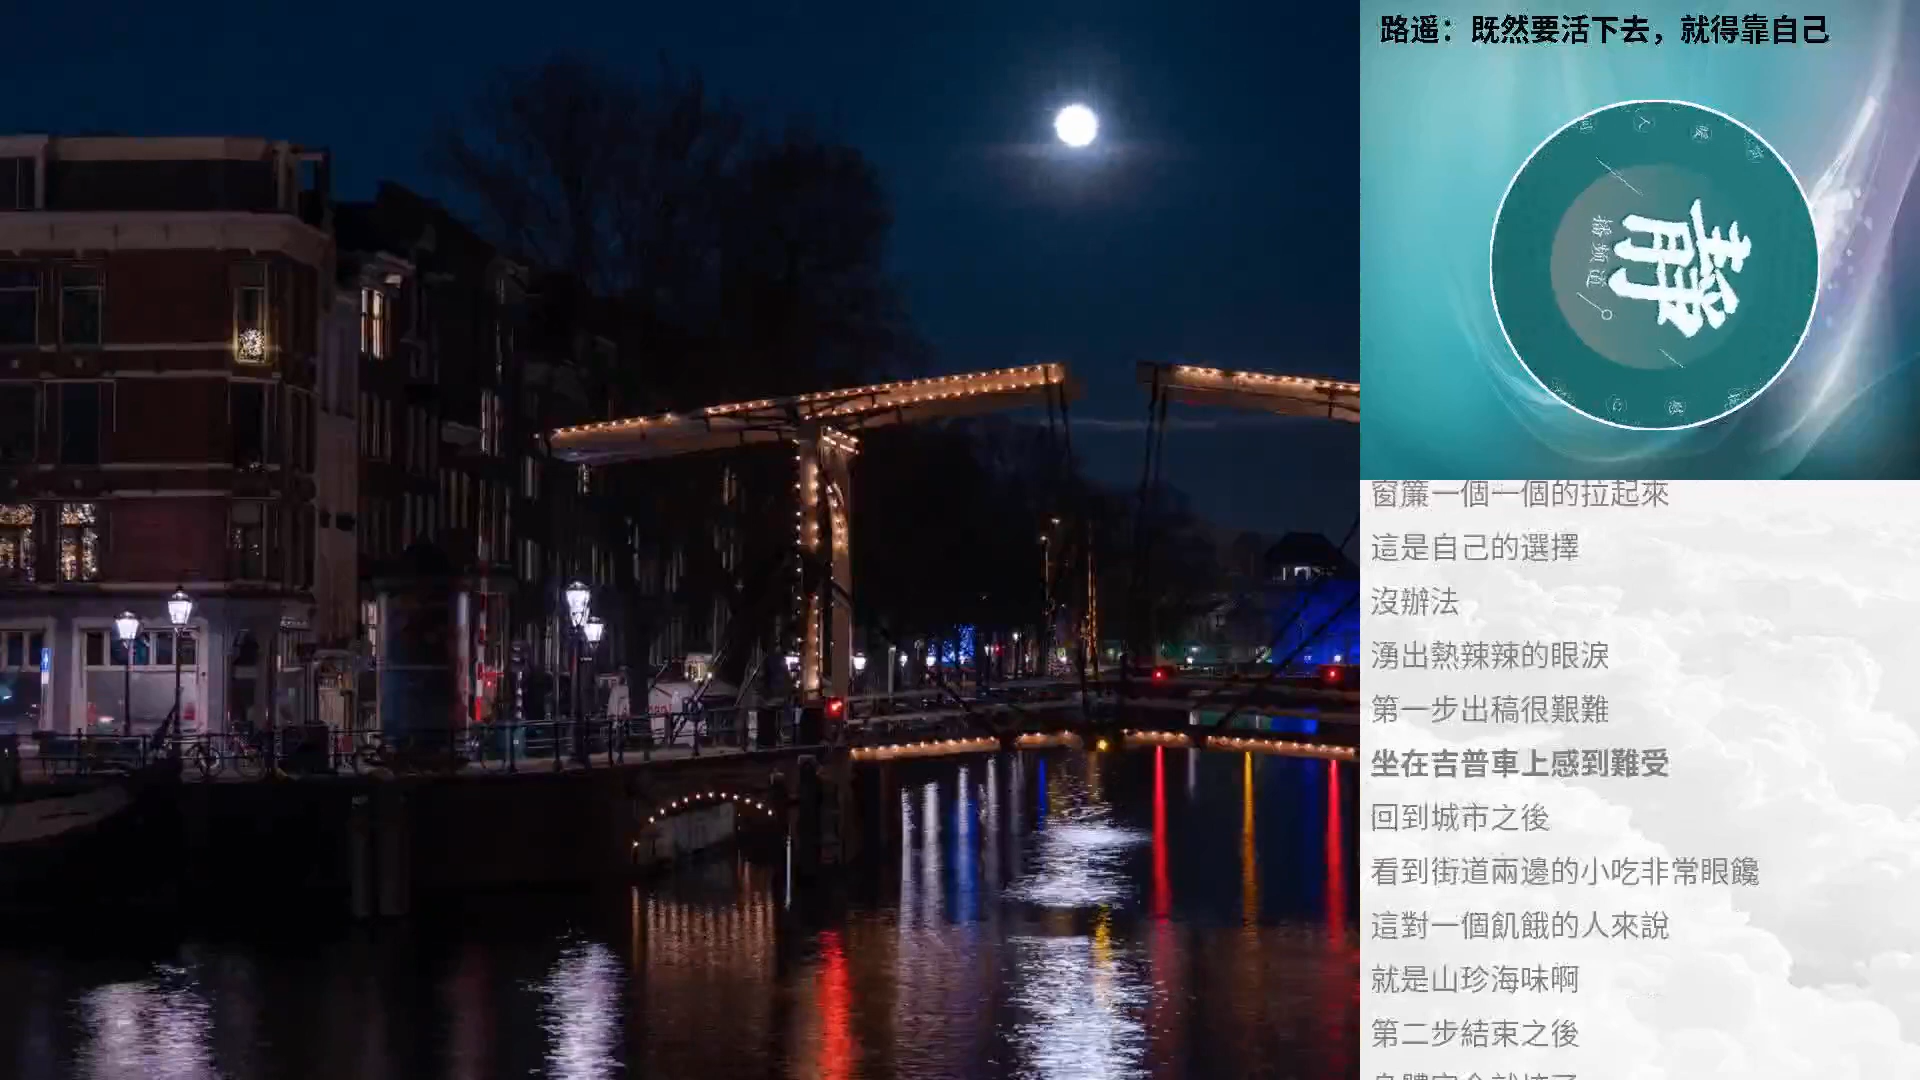 路遥：既然要活下去，就得靠自己
靜
播频道
窗簾一個一個的拉起來
這是自己的選擇
沒辦法
湧出熱辣辣的眼淚
第一步出稿很艱難
坐在吉普車上感到難受
回到城市之後
看到街道兩邊的小吃非常眼饞
這對一個飢餓的人來說
就是山珍海味啊
第二步結束之後